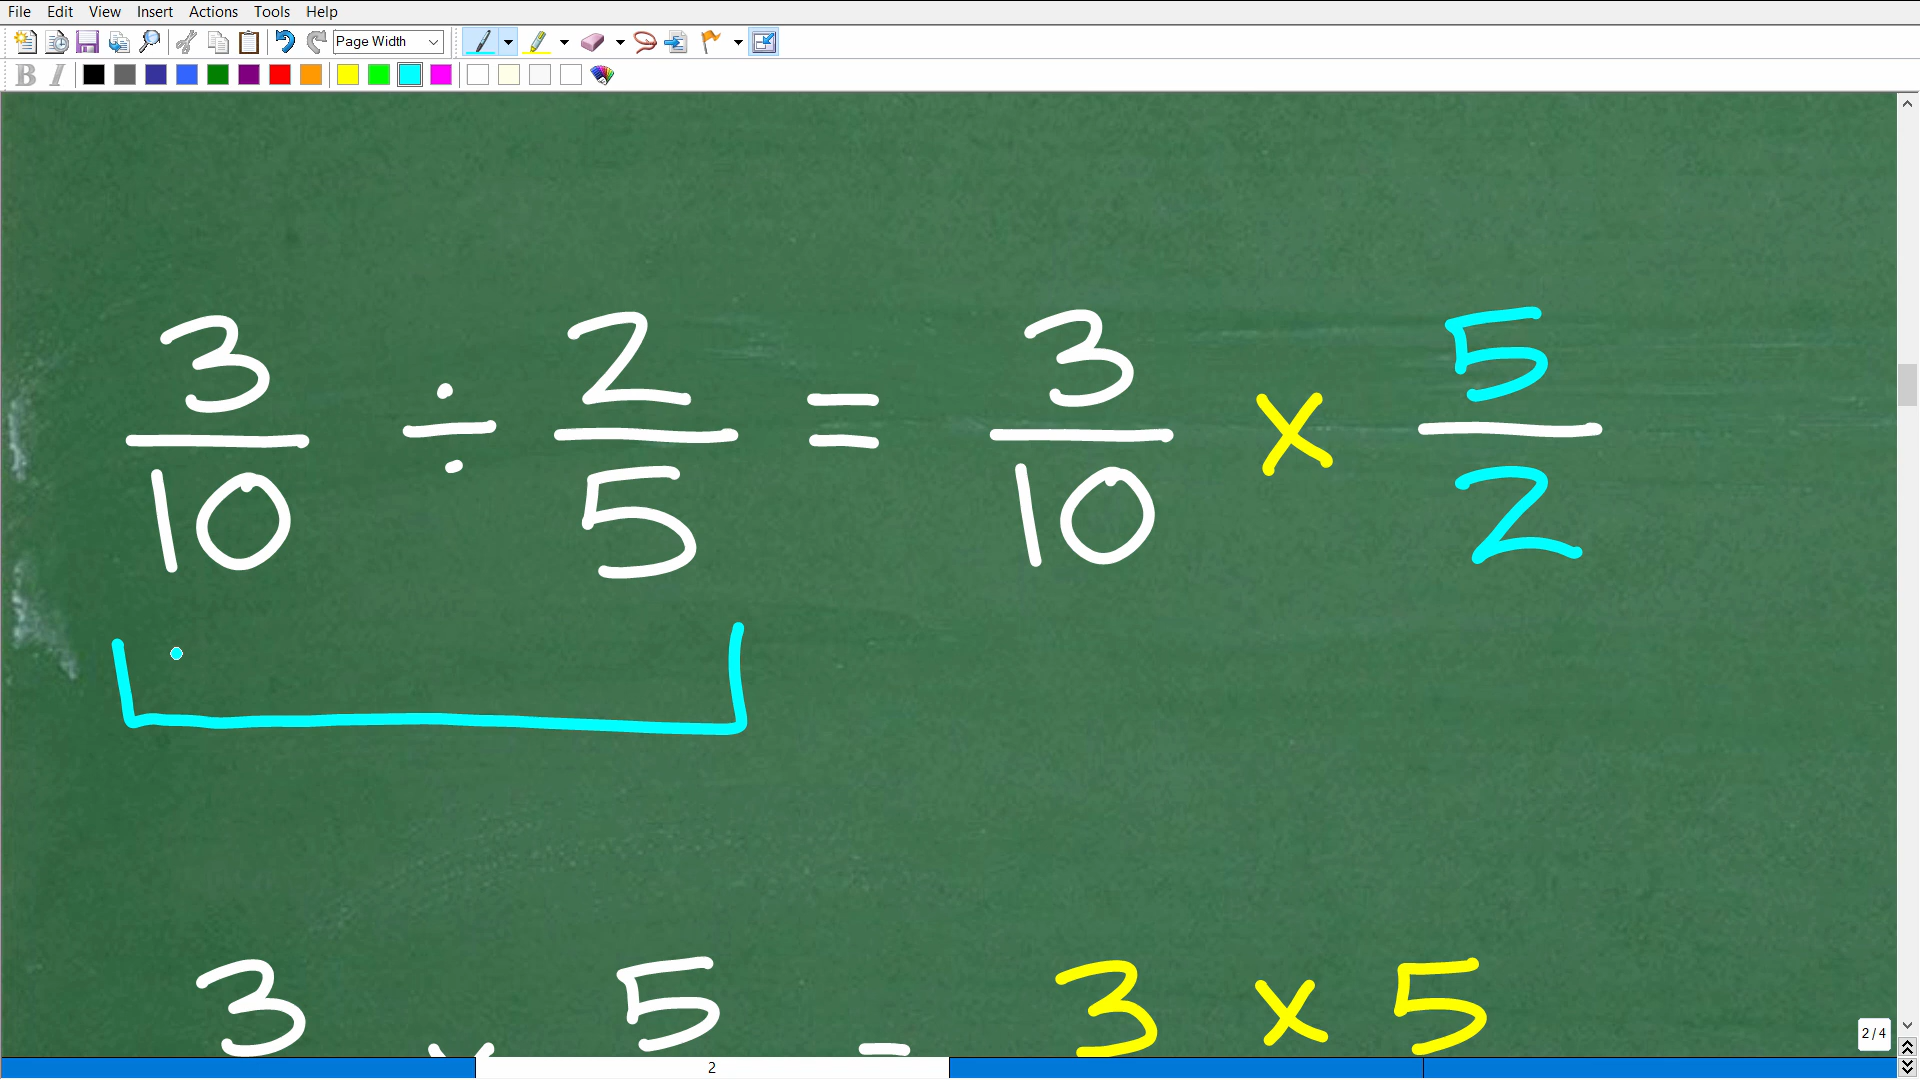 File Edit View Insert Actions Tools Help
Page Width
B I
3/10 ÷ 2/5 = 3/10 x 5/2
3 x 5 = 3 x 5
2 / 4
2